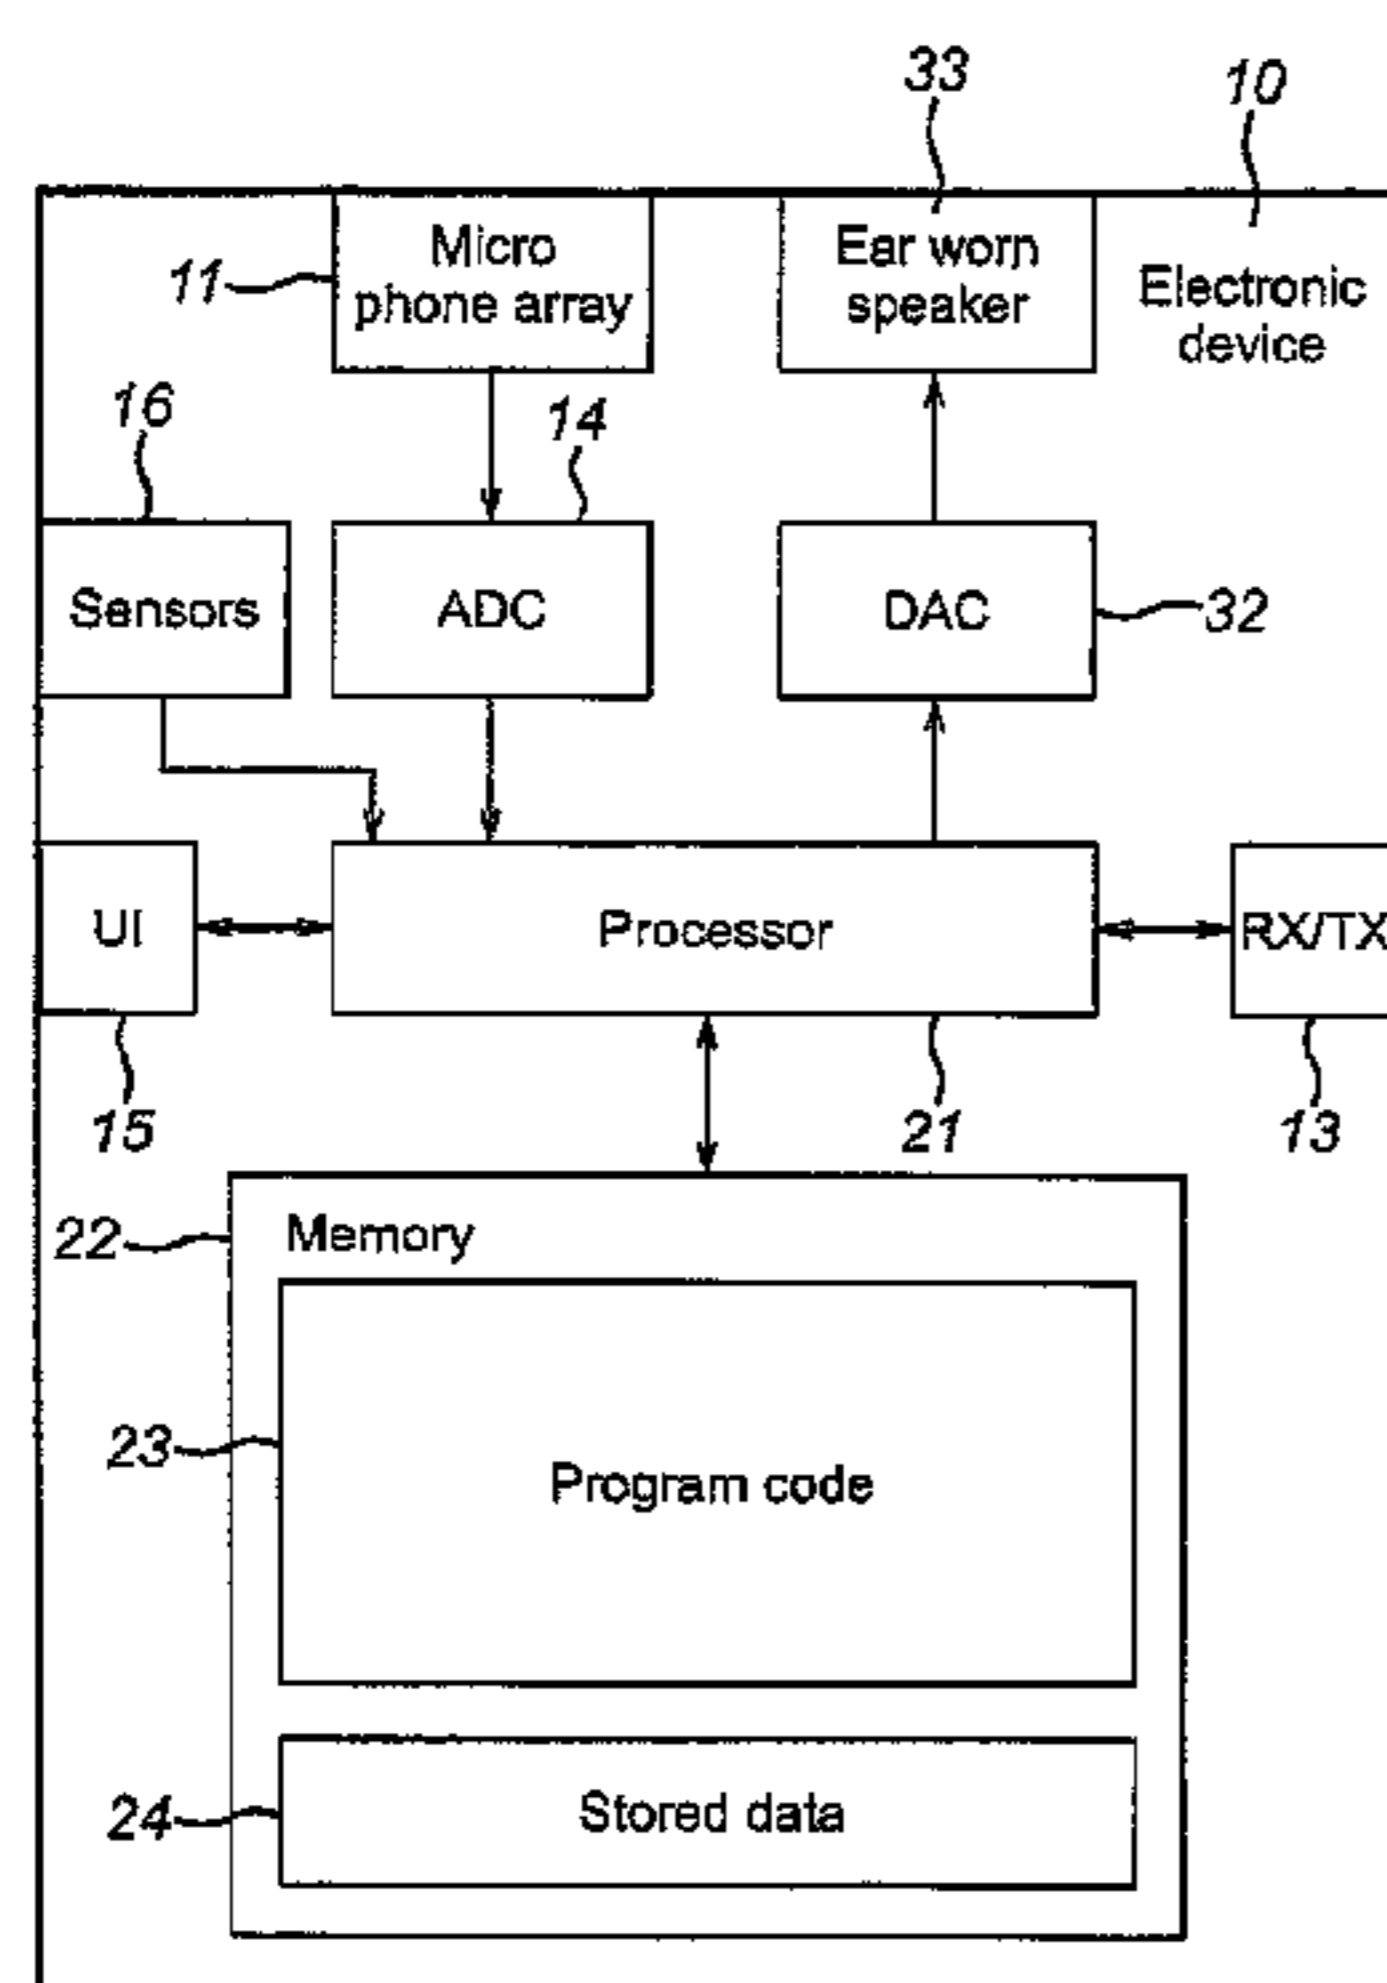 33
10
Micro
phone array
11
Ear worn
speaker
Electronic
device
16
14
Sensors
ADC
DAC
32
UI
Processor
RX/TX
15
21
13
22
Memory
23
Program code
24
Stored data